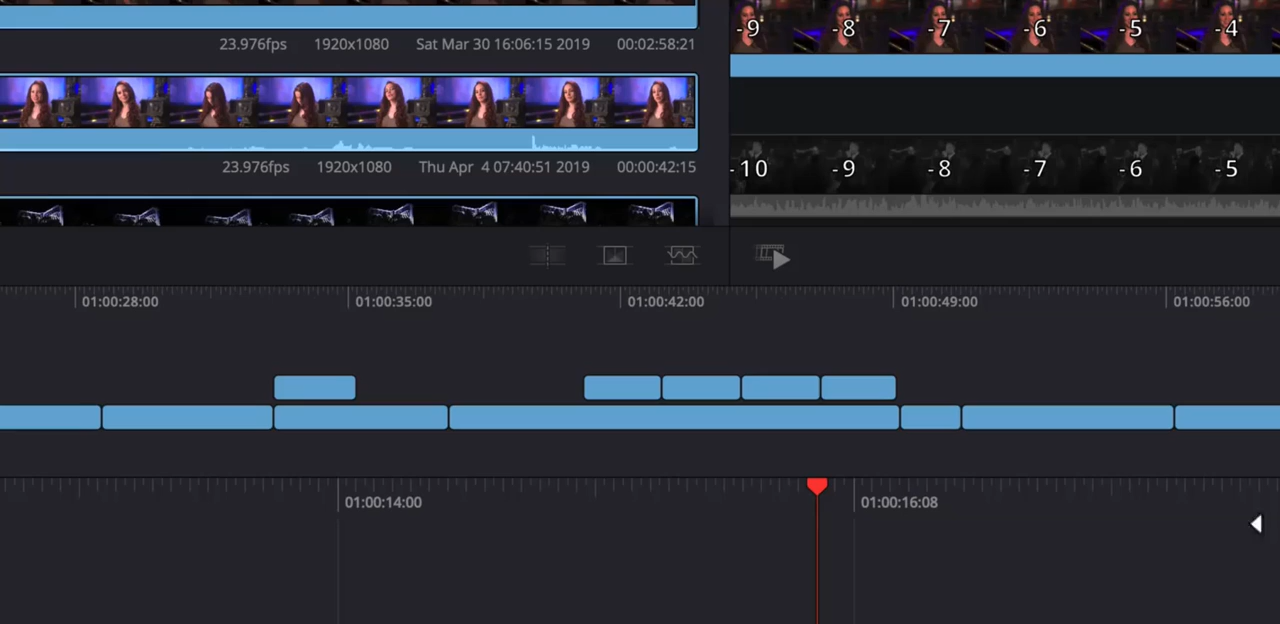 -9 -8 -7 -6 -5 -4
23.976fps 1920x1080 Sat Mar 30 16:06:15 2019 00:02:58:21
-10 -9 -8 -7 -6 -5
23.976fps 1920x1080 Thu Apr 4 07:40:51 2019 00:00:42:15
01:00:28:00 01:00:35:00 01:00:42:00 01:00:49:00 01:00:56:00
01:00:14:00 01:00:16:08